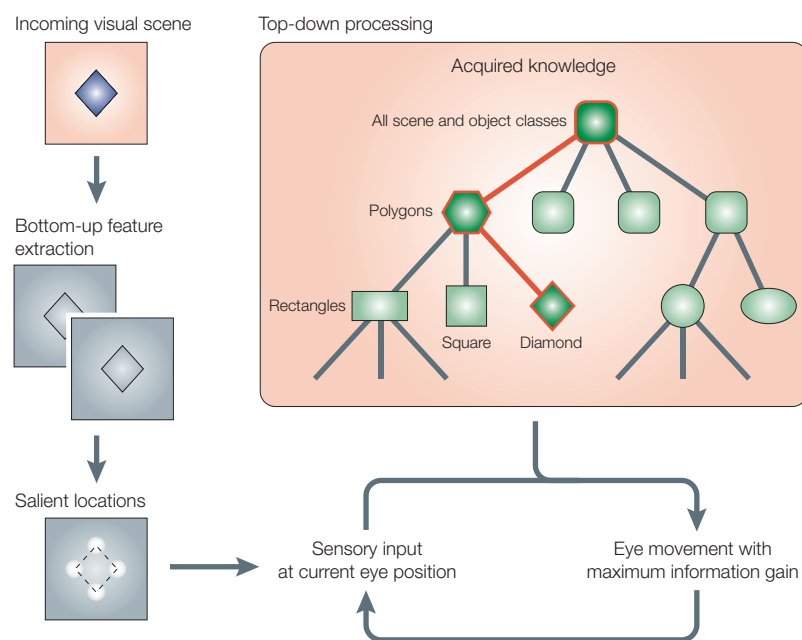 Incoming visual scene
Top-down processing
Acquired knowledge
All scene and object classes
Polygons
Bottom-up feature
extraction
Rectangles
Square
Diamond
Salient locations
Sensory input
at current eye position
Eye movement with
maximum information gain